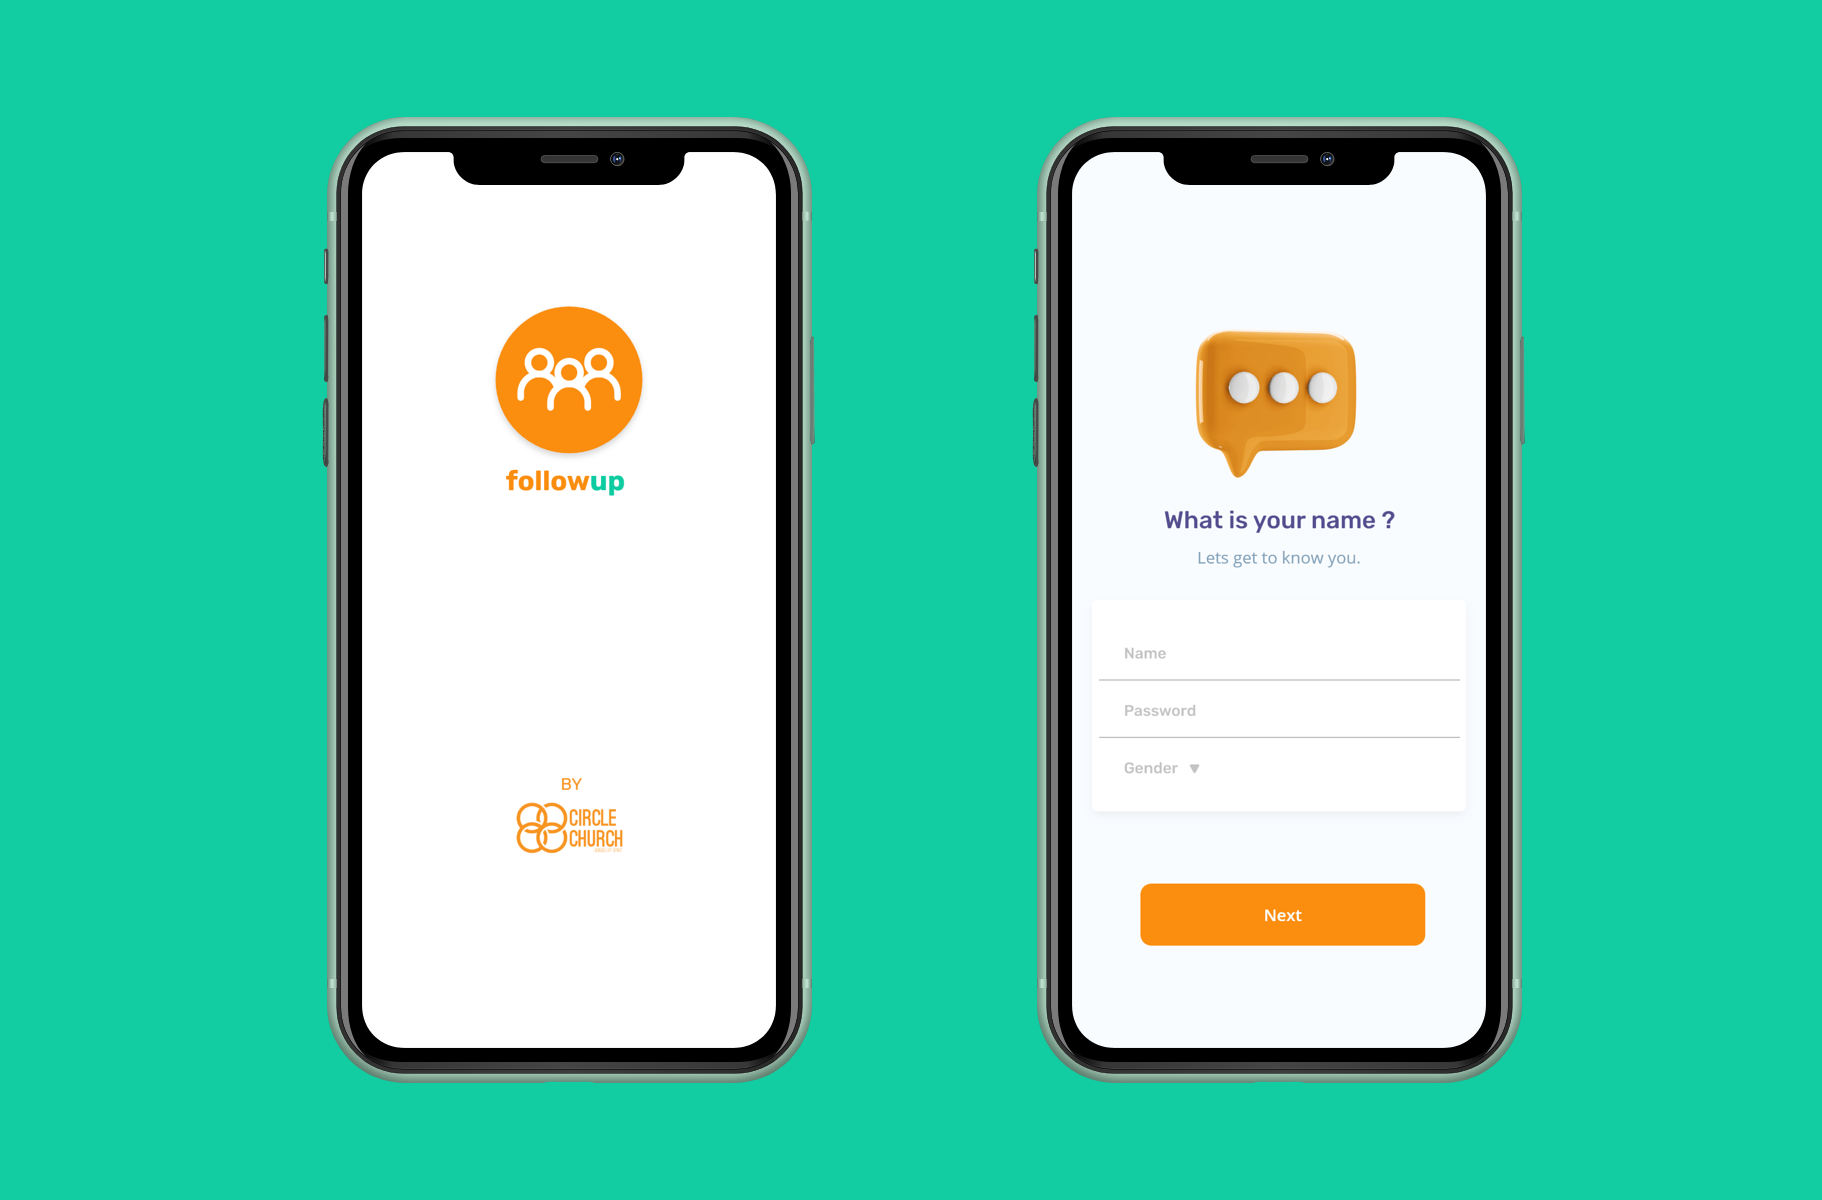 followup
BY
CIRCLE
CHURCH
What is your name ?
Lets get to know you.
Name
Password
Gender
Next